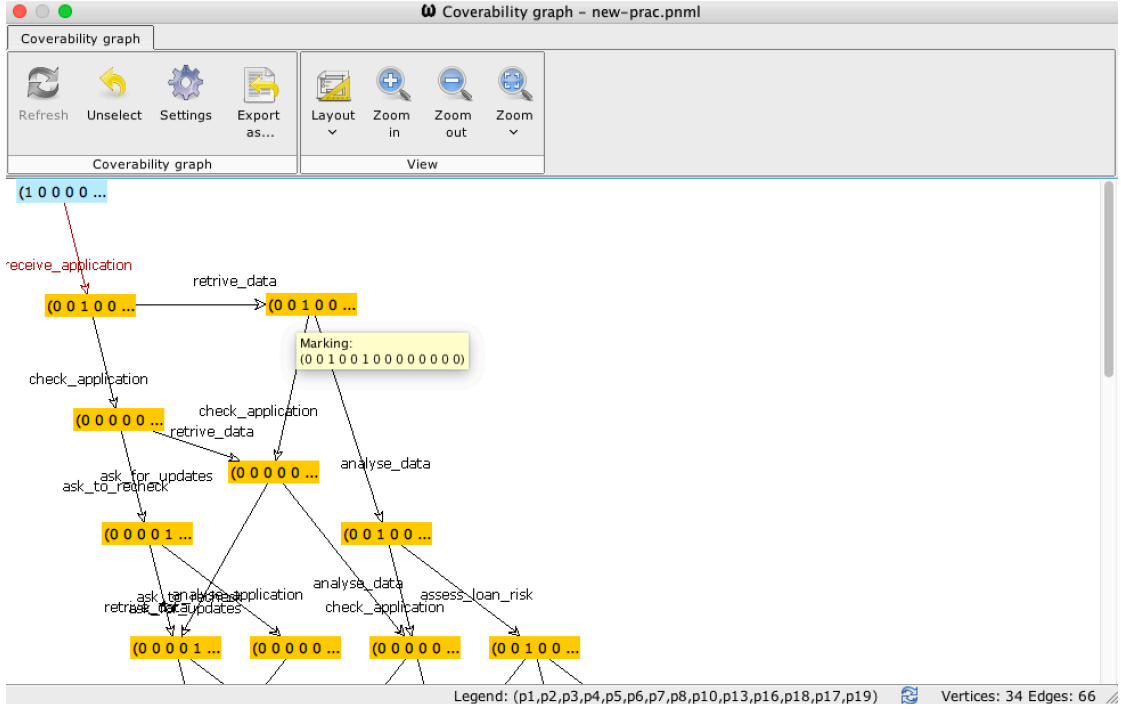 Coverability graph – new-prac.pnml
Coverability graph
Refresh
Unselect
Settings
Export
as...
Layout
Zoom
in
Zoom
out
Zoom
Coverability graph
View
(1 0 0 0 0 ...
receive_application
retrive_data
(0 0 1 0 0 ...
(0 0 1 0 0 ...
Marking:
(0 0 1 0 0 1 0 0 0 0 0 0 0 0)
check_application
check_application
(0 0 0 0 0 ...
retrive_data
analyse_data
ask_for_updates
(0 0 0 0 0 ...
ask_to_recheck
(0 0 0 0 1 ...
(0 0 1 0 0 ...
analyse_data
assess_loan_risk
check_application
(0 0 0 0 1 ...
(0 0 0 0 0 ...
(0 0 0 0 0 ...
(0 0 1 0 0 ...
Legend: (p1,p2,p3,p4,p5,p6,p7,p8,p10,p13,p16,p18,p17,p19)
Vertices: 34 Edges: 66